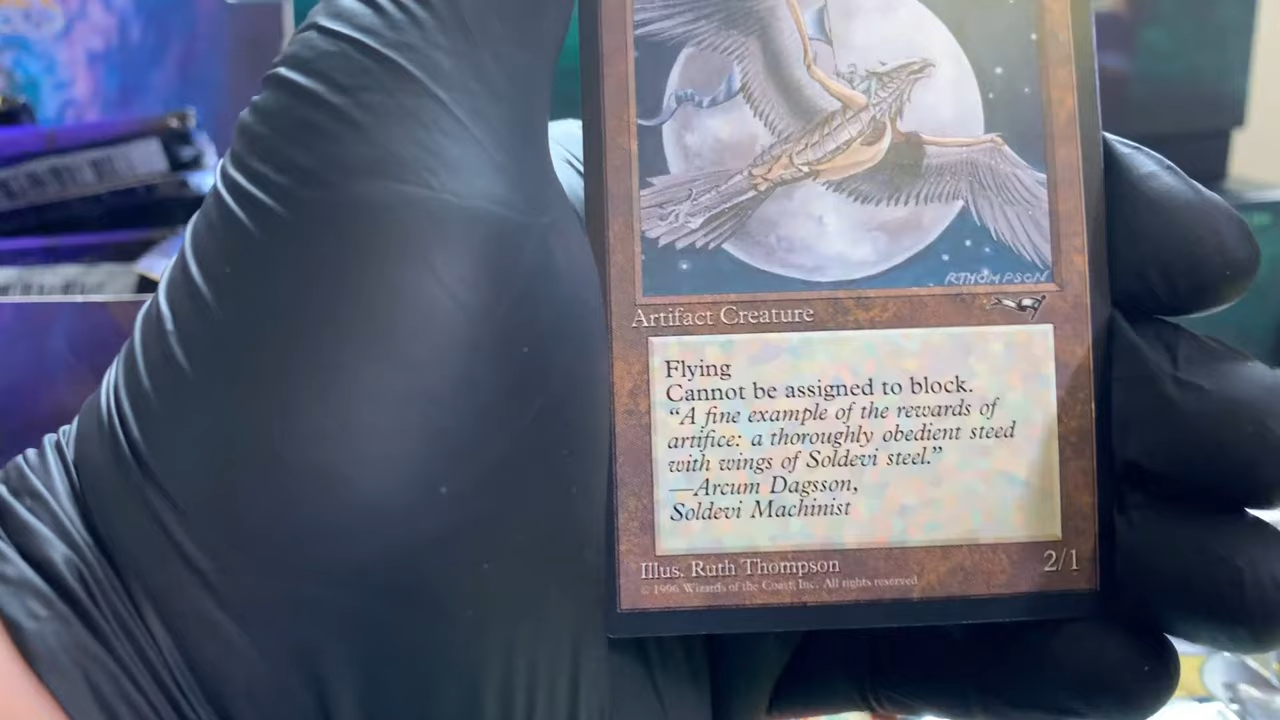 RTHOMPSON
Artifact Creature
Flying
Cannot be assigned to block.
“A fine example of the rewards of
artifice: a thoroughly obedient steed
with wings of Soldevi steel.”
—Arcum Dagsson,
Soldevi Machinist
2/1
Illus. Ruth Thompson
© 1996 Wizards of the Coast, Inc. All rights reserved